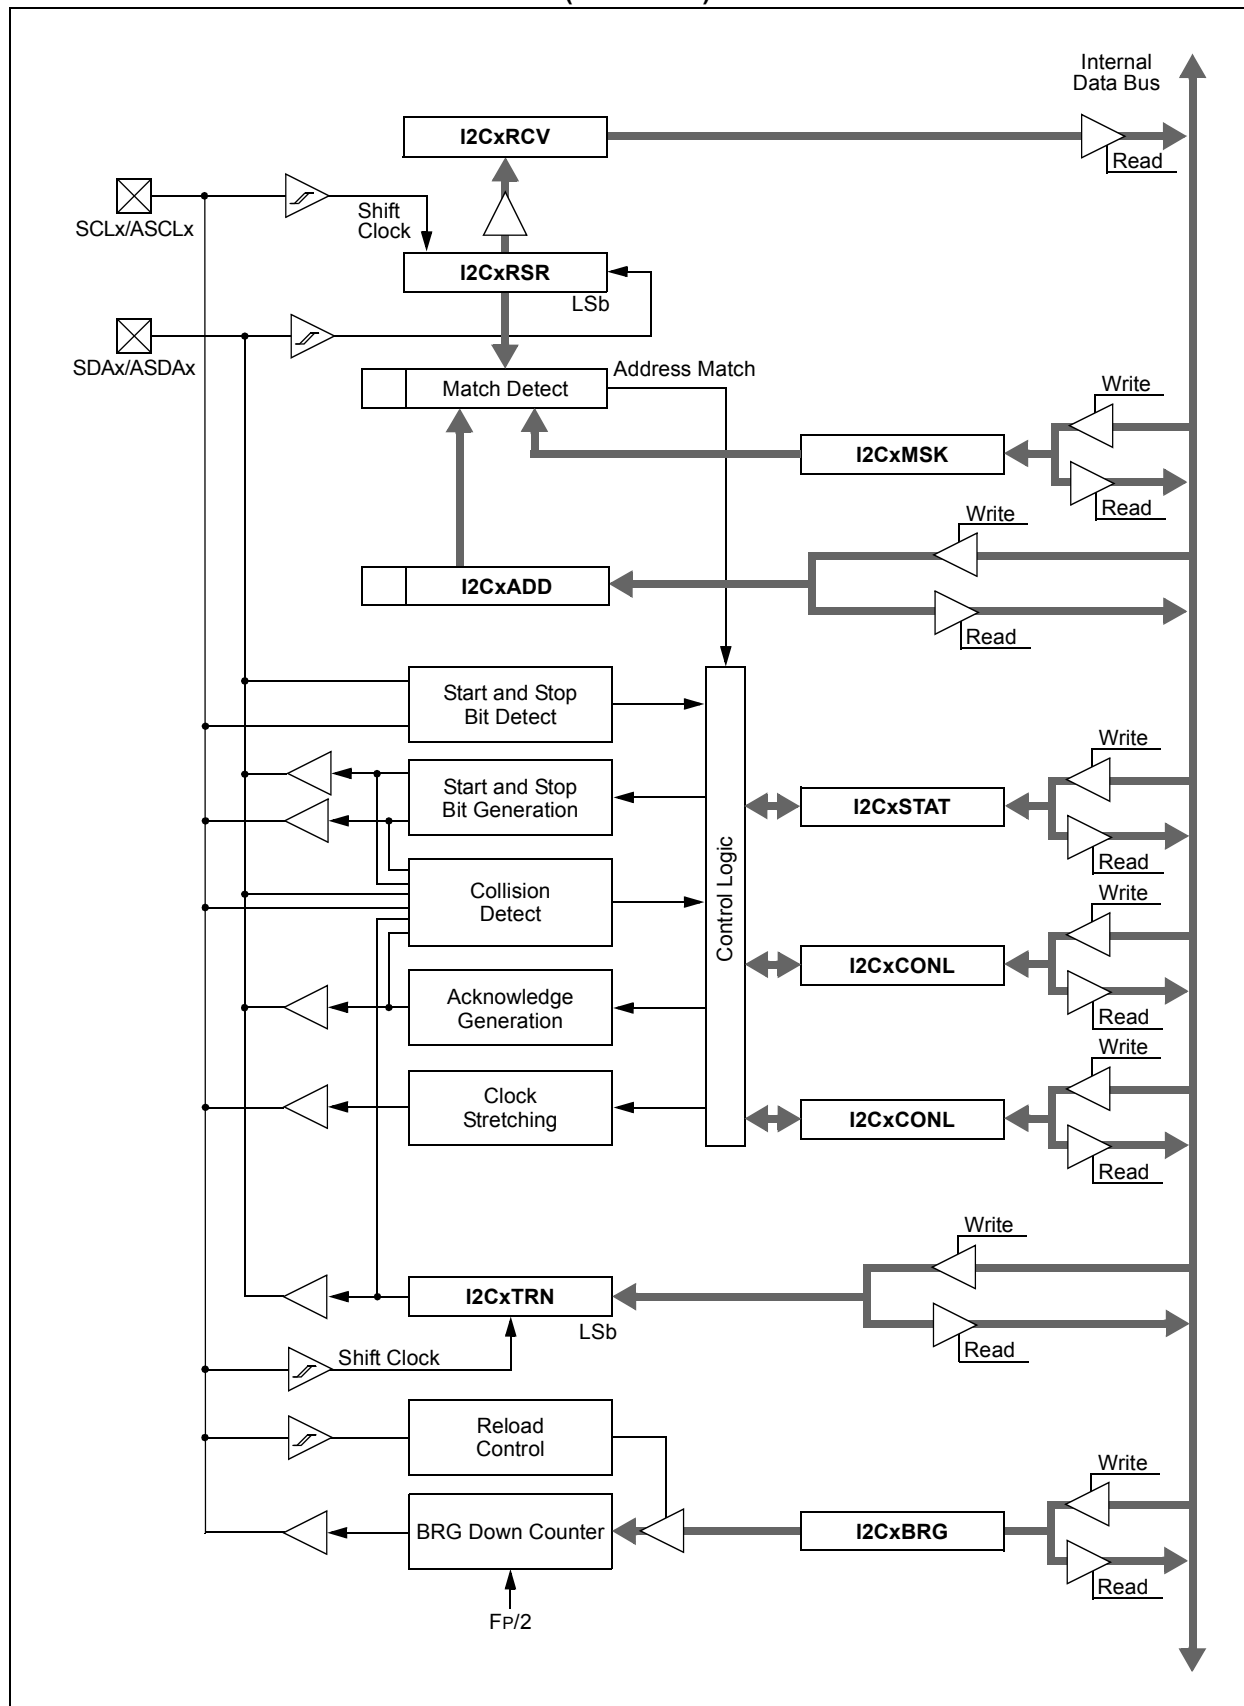 Internal
Data Bus
I2CxRCV
Read
SCLx/ASCLx
Shift
Clock
I2CxRSR
LSb
SDAx/ASDAx
Address Match
Match Detect
Write
I2CxMSK
Read
Write
I2CxADD
Read
Start and Stop
Bit Detect
Write
Start and Stop
Bit Generation
I2CxSTAT
Read
Control Logic
Collision
Detect
Write
I2CxCONL
Read
Acknowledge
Generation
Write
Clock
Stretching
I2CxCONL
Read
Write
I2CxTRN
LSb
Read
Shift Clock
Reload
Control
Write
BRG Down Counter
I2CxBRG
Read
FP/2